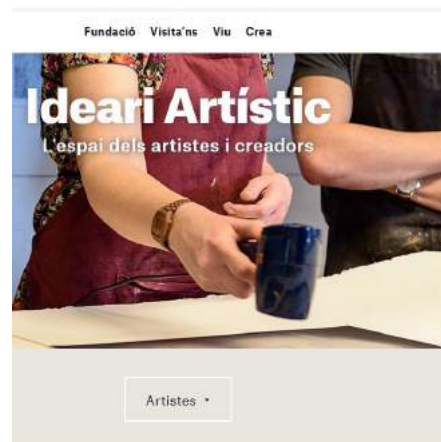 Fundació Visita'ns Viu Crea
Ideari Artístic
L'espai dels artistes i creadors
Artistes